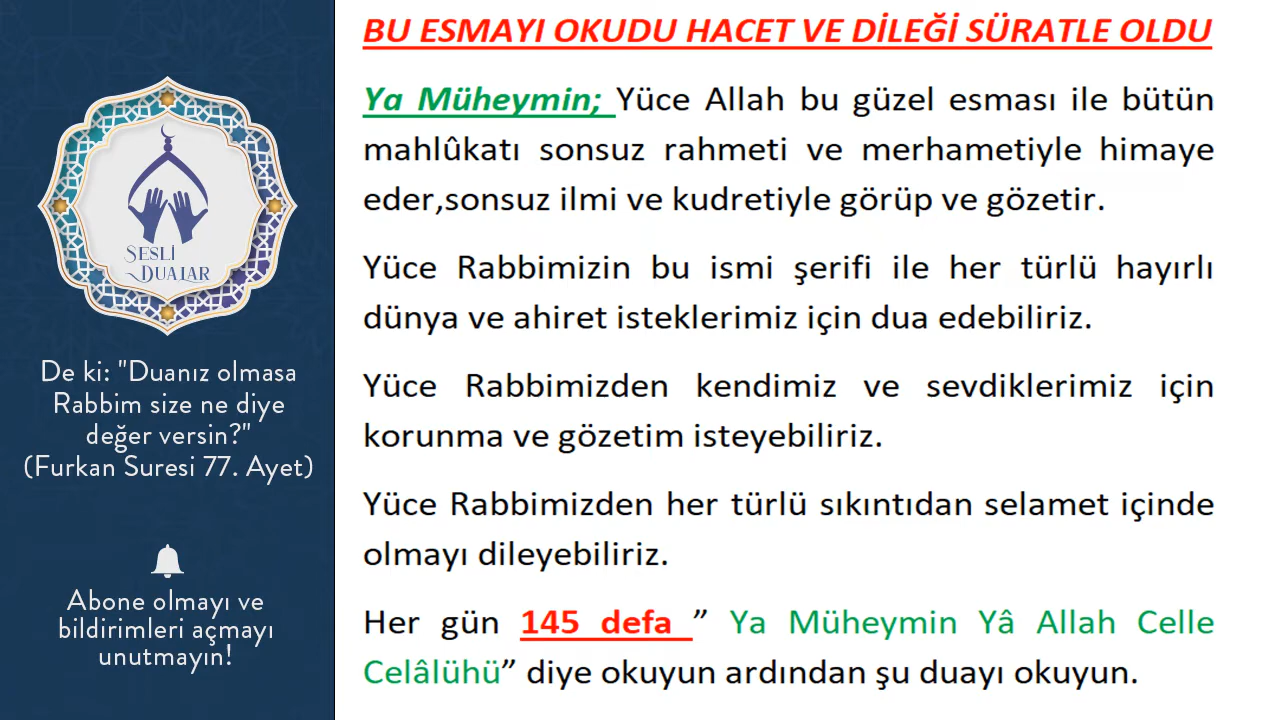 SESLİ
DUALAR
De ki: "Duanız olmasa
Rabbim size ne diye
değer versin?"
(Furkan Suresi 77. Ayet)
Abone olmayı ve
bildirimleri açmayı
unutmayın!
BU ESMAYI OKUDU HACET VE DİLEĞİ SÜRATLE OLDU
Ya Müheymin; Yüce Allah bu güzel esması ile bütün
mahlûkatı sonsuz rahmeti ve merhametiyle himaye
eder,sonsuz ilmi ve kudretiyle görüp ve gözetir.
Yüce Rabbimizin bu ismi şerifi ile her türlü hayırlı
dünya ve ahiret isteklerimiz için dua edebiliriz.
Yüce Rabbimizden kendimiz ve sevdiklerimiz için
korunma ve gözetim isteyebiliriz.
Yüce Rabbimizden her türlü sıkıntıdan selamet içinde
olmayı dileyebiliriz.
Her gün 145 defa ” Ya Müheymin Yâ Allah Celle
Celâlühü” diye okuyun ardından şu duayı okuyun.